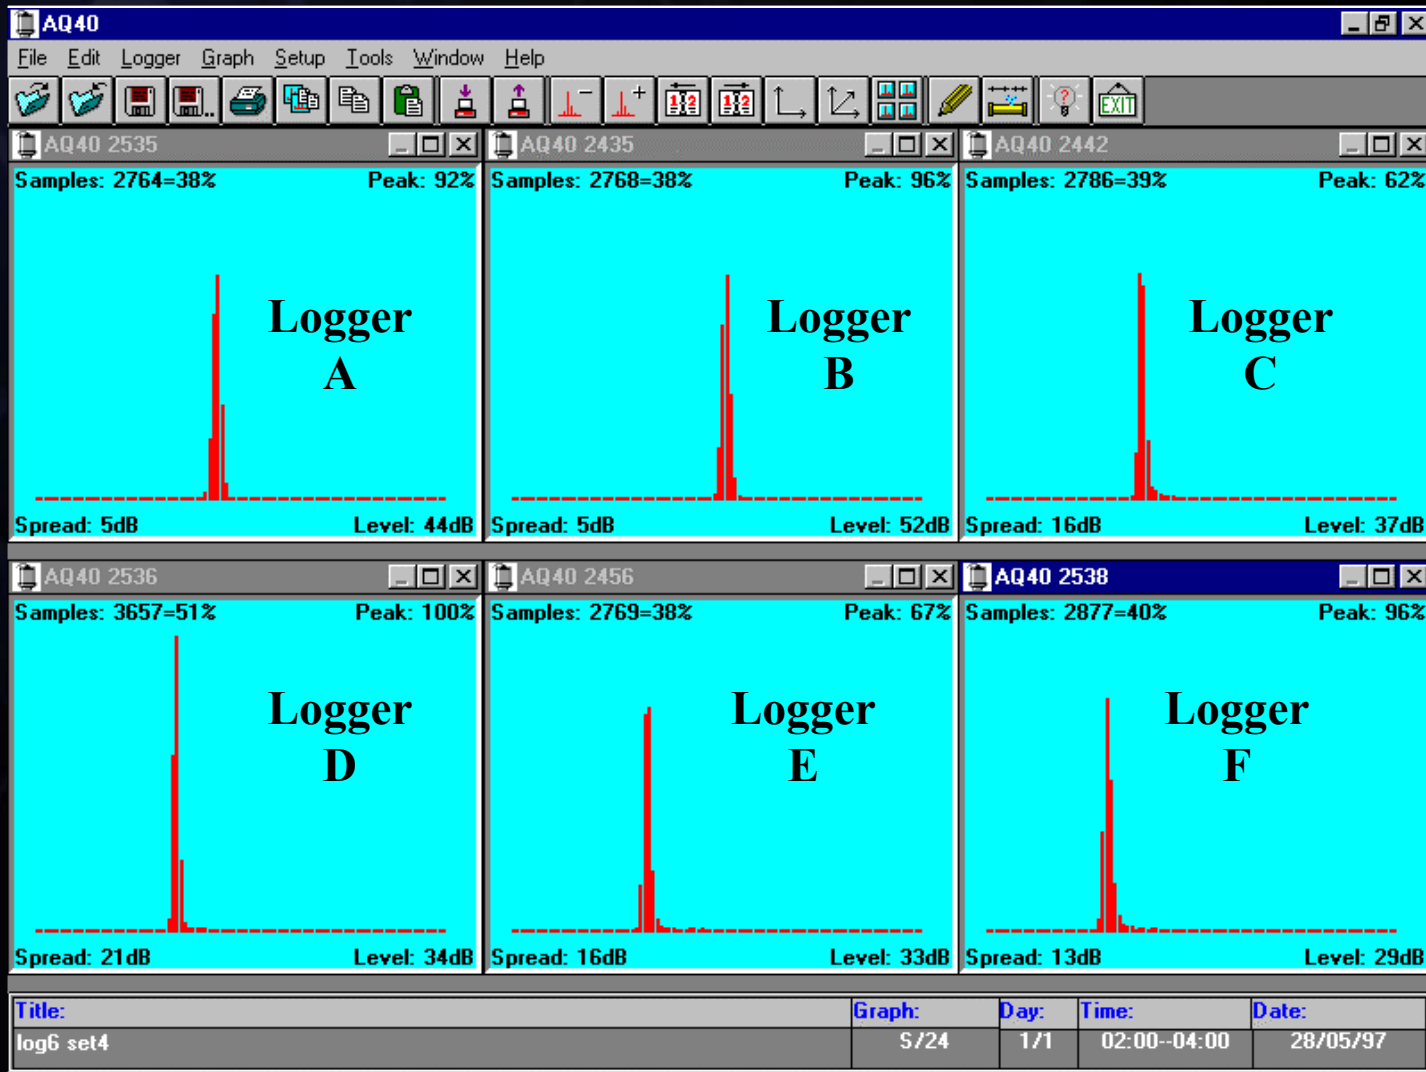 AQ40
File Edit Logger Graph Setup Tools Window Help
EXIT
AQ40 2535
Samples: 2764=38% Peak: 92%
Logger
A
Spread: 5dB Level: 44dB
AQ40 2435
Samples: 2768=38% Peak: 96%
Logger
B
Spread: 5dB Level: 52dB
AQ40 2442
Samples: 2786=39% Peak: 62%
Logger
C
Spread: 16dB Level: 37dB
AQ40 2536
Samples: 3657=51% Peak: 100%
Logger
D
Spread: 21dB Level: 34dB
AQ40 2456
Samples: 2769=38% Peak: 67%
Logger
E
Spread: 16dB Level: 33dB
AQ40 2538
Samples: 2877=40% Peak: 96%
Logger
F
Spread: 13dB Level: 29dB
Title: Graph: Day: Time: Date:
log6 set4 S/24 1/1 02:00--04:00 28/05/97